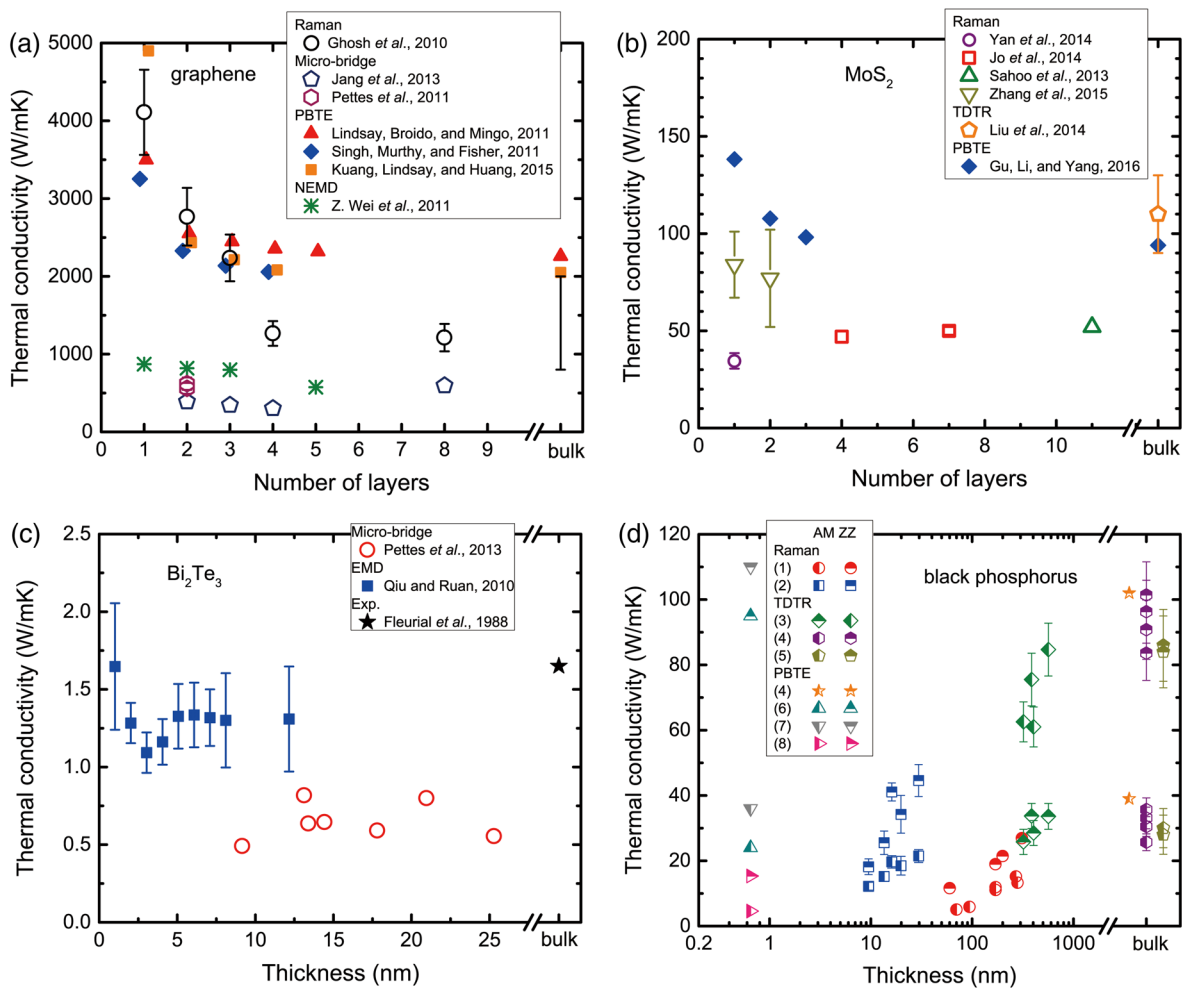 (a)
graphene
Thermal conductivity (W/mK)
5000
4000
3000
2000
1000
0
1 2 3 4 5 6 7 8 9 bulk
Number of layers
Raman
Ghosh et al., 2010
Micro-bridge
Jang et al., 2013
Pettes et al., 2011
PBTE
Lindsay, Broido, and Mingo, 2011
Singh, Murthy, and Fisher, 2011
Kuang, Lindsay, and Huang, 2015
NEMD
Z. Wei et al., 2011
(b)
MoS2
Thermal conductivity (W/mK)
200
150
100
50
0
0 2 4 6 8 10 bulk
Number of layers
Raman
Yan et al., 2014
Jo et al., 2014
Sahoo et al., 2013
Zhang et al., 2015
TDTR
Liu et al., 2014
PBTE
Gu, Li, and Yang, 2016
(c)
Bi2Te3
Thermal conductivity (W/mK)
2.5
2.0
1.5
1.0
0.5
0.0
0 5 10 15 20 25 bulk
Thickness (nm)
Micro-bridge
Pettes et al., 2013
EMD
Qiu and Ruan, 2010
Exp.
Fleurial et al., 1988
(d)
black phosphorus
Thermal conductivity (W/mK)
120
100
80
60
40
20
0
0.2 1 10 100 1000 bulk
Thickness (nm)
AM ZZ
Raman
(1)
(2)
TDTR
(3)
(4)
(5)
PBTE
(4)
(6)
(7)
(8)